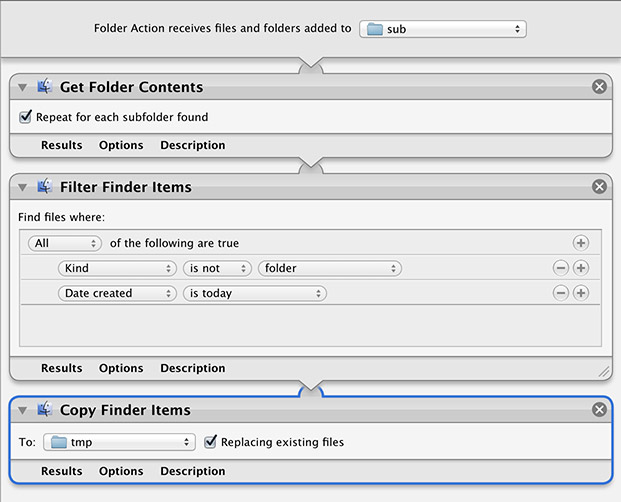 Folder Action receives files and folders added to sub
Get Folder Contents
Repeat for each subfolder found
Results Options Description
Filter Finder Items
Find files where:
All of the following are true
Kind is not folder
Date created is today
Results Options Description
Copy Finder Items
To: tmp Replacing existing files
Results Options Description